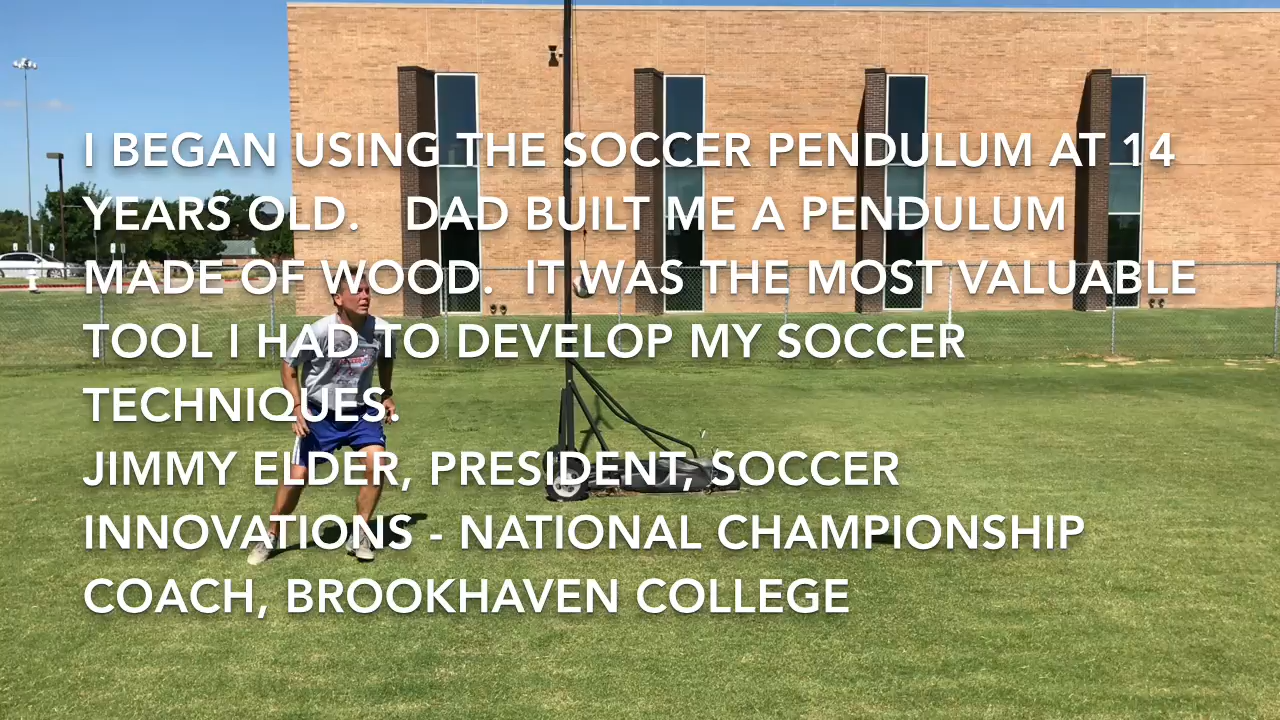 I BEGAN USING THE SOCCER PENDULUM AT 14
YEARS OLD. DAD BUILT ME A PENDULUM
MADE OF WOOD. IT WAS THE MOST VALUABLE
TOOL I HAD TO DEVELOP MY SOCCER
TECHNIQUES.
JIMMY ELDER, PRESIDENT, SOCCER
INNOVATIONS - NATIONAL CHAMPIONSHIP
COACH, BROOKHAVEN COLLEGE